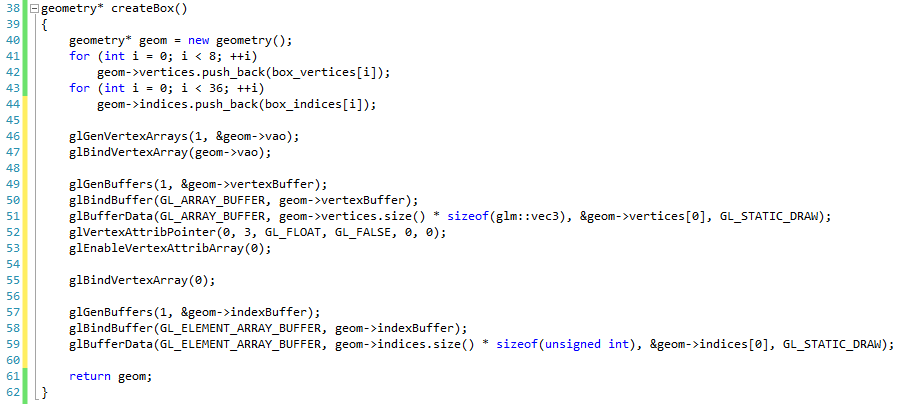 38 geometry* createBox()
39 {
40     geometry* geom = new geometry();
41     for (int i = 0; i < 8; ++i)
42         geom->vertices.push_back(box_vertices[i]);
43     for (int i = 0; i < 36; ++i)
44         geom->indices.push_back(box_indices[i]);
45
46     glGenVertexArrays(1, &geom->vao);
47     glBindVertexArray(geom->vao);
48
49     glGenBuffers(1, &geom->vertexBuffer);
50     glBindBuffer(GL_ARRAY_BUFFER, geom->vertexBuffer);
51     glBufferData(GL_ARRAY_BUFFER, geom->vertices.size() * sizeof(glm::vec3), &geom->vertices[0], GL_STATIC_DRAW);
52     glVertexAttribPointer(0, 3, GL_FLOAT, GL_FALSE, 0, 0);
53     glEnableVertexAttribArray(0);
54
55     glBindVertexArray(0);
56
57     glGenBuffers(1, &geom->indexBuffer);
58     glBindBuffer(GL_ELEMENT_ARRAY_BUFFER, geom->indexBuffer);
59     glBufferData(GL_ELEMENT_ARRAY_BUFFER, geom->indices.size() * sizeof(unsigned int), &geom->indices[0], GL_STATIC_DRAW);
60
61     return geom;
62 }